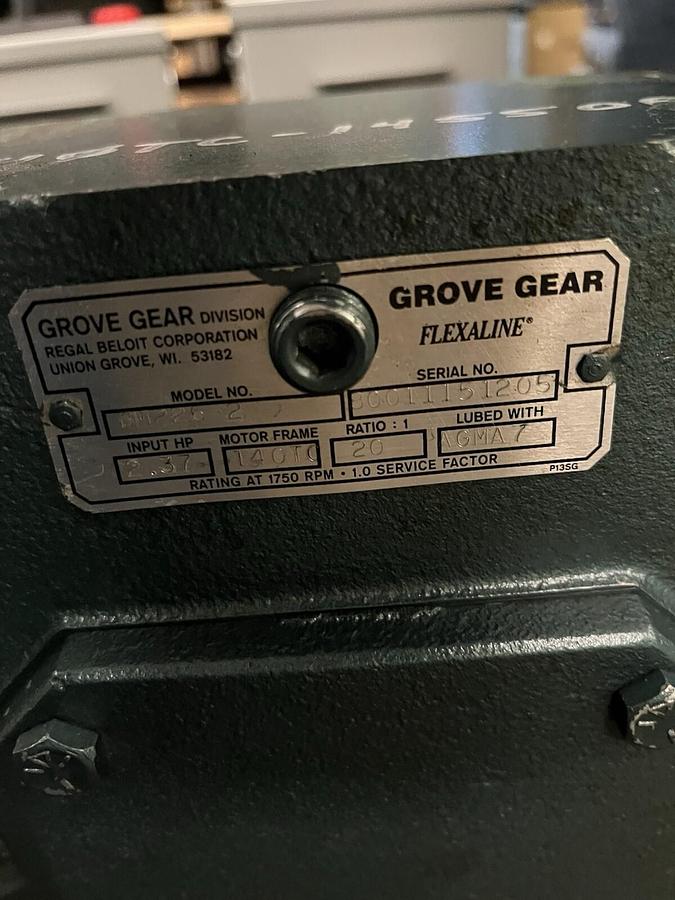 GROVE GEAR DIVISION
REGAL BELOIT CORPORATION
UNION GROVE, WI. 53182
GROVE GEAR
FLEXALINE®
MODEL NO.
SERIAL NO.
1151205
INPUT HP
2.37
MOTOR FRAME
140TC
RATIO : 1
20
LUBED WITH
AGMA 7
RATING AT 1750 RPM • 1.0 SERVICE FACTOR
P13SG